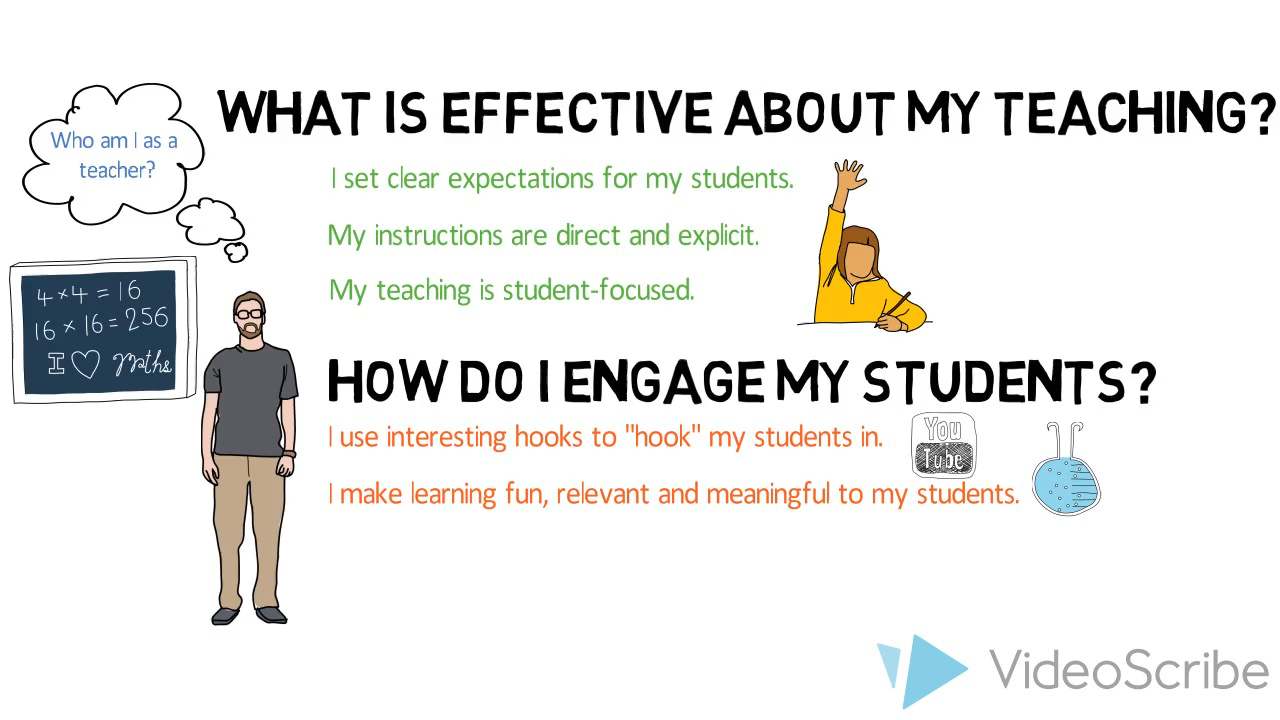 WHAT IS EFFECTIVE ABOUT MY TEACHING?
Who am I as a
teacher?
I set clear expectations for my students.
My instructions are direct and explicit.
My teaching is student-focused.
4 × 4 = 16
16 × 16 = 256
I ♡ Maths
HOW DO I ENGAGE MY STUDENTS?
I use interesting hooks to "hook" my students in.
You
Tube
I make learning fun, relevant and meaningful to my students.
VideoScribe